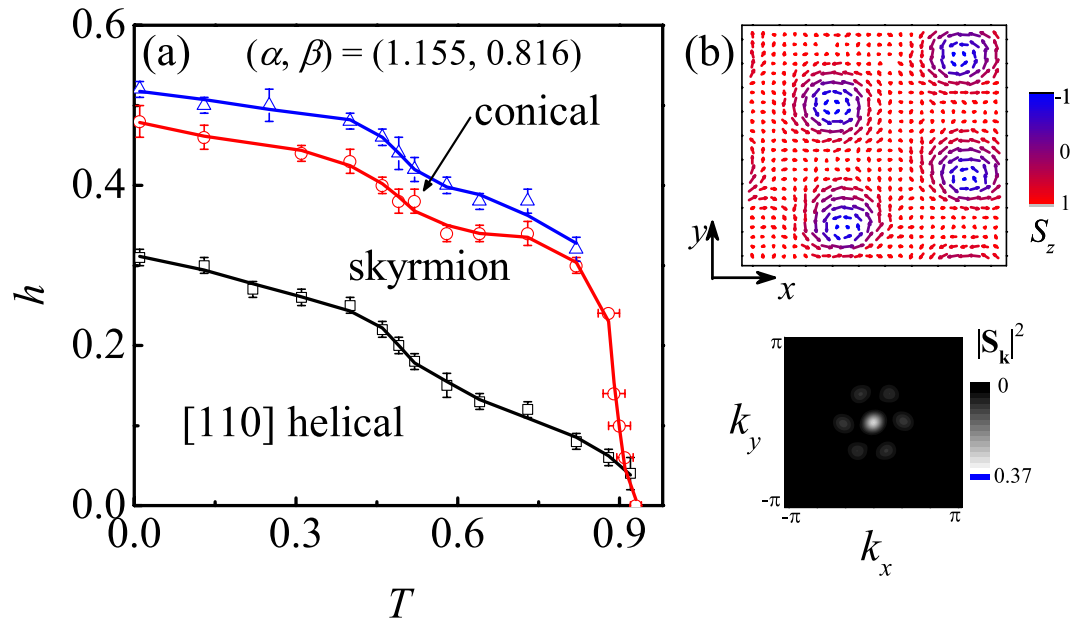 (a)
(α, β) = (1.155, 0.816)
conical
skyrmion
[110] helical
h
0.6
0.4
0.2
0.0
0.0 0.3 0.6 0.9
T
(b)
-1
0
1
S_z
y
x
|S_k|^2
0
0.37
π
k_y
-π
-π π
k_x